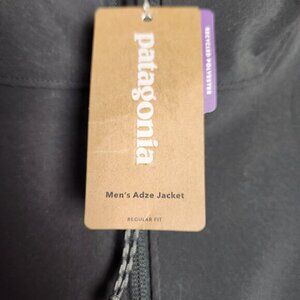 patagonia
RECYCLED POLYESTER
Men's Adze Jacket
REGULAR FIT